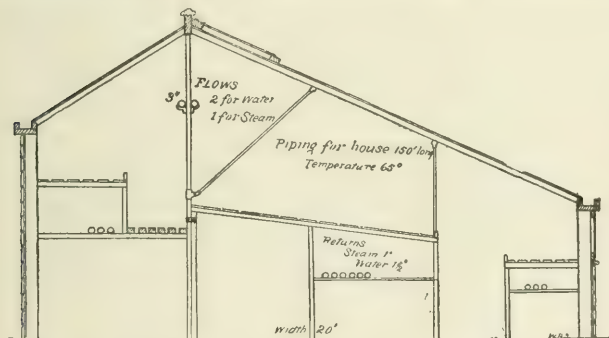 FLOWS
3"
2 for Water
1 for Steam
Piping for house 150' long
Temperature 65°
Returns
Steam 1"
Water 1½"
Width 20'